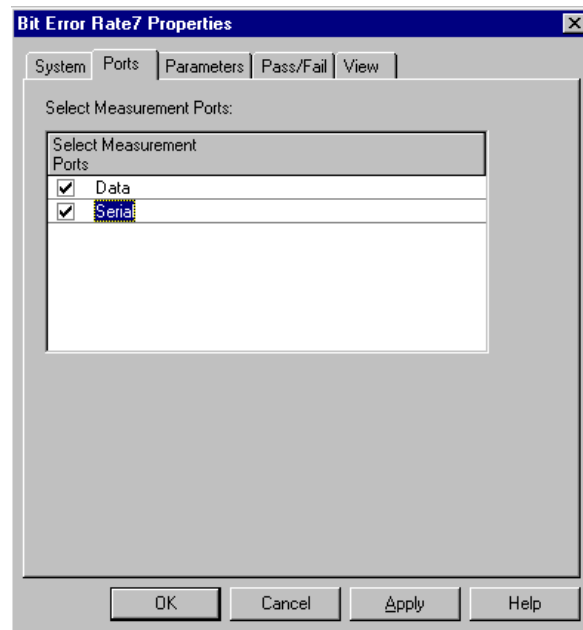 Bit Error Rate7 Properties
System Ports Parameters Pass/Fail View
Select Measurement Ports:
Select Measurement
Ports
Data
Seria
OK Cancel Apply Help